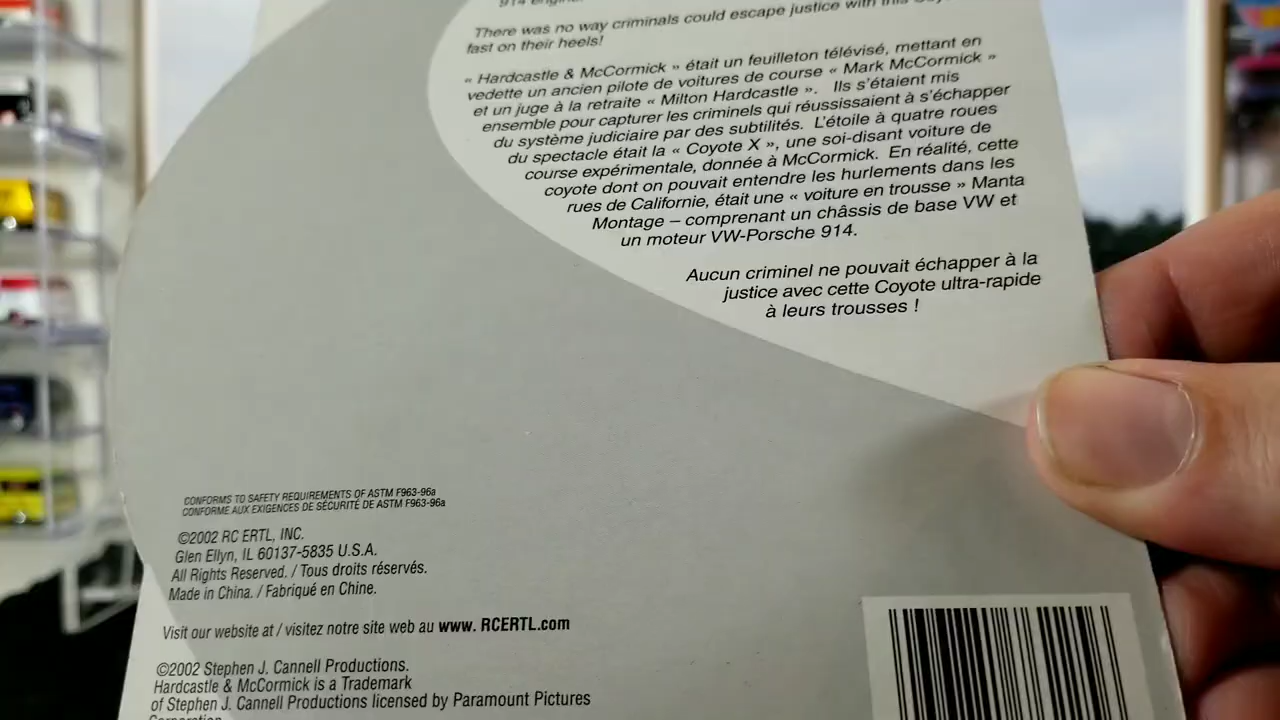 914 engine.
There was no way criminals could escape justice with this
fast on their heels!
« Hardcastle & McCormick » était un feuilleton télévisé, mettant en
vedette un ancien pilote de voitures de course « Mark McCormick »
et un juge à la retraite « Milton Hardcastle ». Ils s'étaient mis
ensemble pour capturer les criminels qui réussissaient à s'échapper
du système judiciaire par des subtilités. L'étoile à quatre roues
du spectacle était la « Coyote X », une soi-disant voiture de
course expérimentale, donnée à McCormick. En réalité, cette
coyote dont on pouvait entendre les hurlements dans les
rues de Californie, était une « voiture en trousse » Manta
Montage – comprenant un châssis de base VW et
un moteur VW-Porsche 914.
Aucun criminel ne pouvait échapper à la
justice avec cette Coyote ultra-rapide
à leurs trousses !
CONFORMS TO SAFETY REQUIREMENTS OF ASTM F963-96a
CONFORME AUX EXIGENCES DE SÉCURITÉ DE ASTM F963-96a
©2002 RC ERTL, INC.
Glen Ellyn, IL 60137-5835 U.S.A.
All Rights Reserved. / Tous droits réservés.
Made in China. / Fabriqué en Chine.
Visit our website at / visitez notre site web au www. RCERTL.com
©2002 Stephen J. Cannell Productions.
Hardcastle & McCormick is a Trademark
of Stephen J. Cannell Productions licensed by Paramount Pictures
Corporation